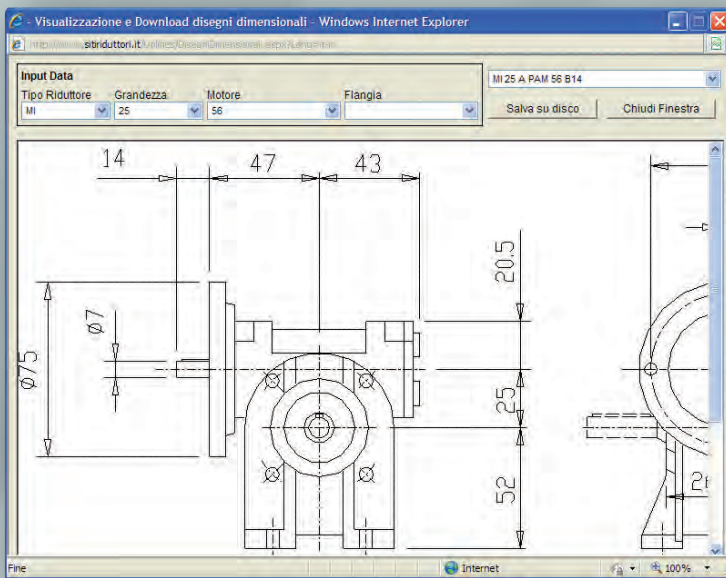 - Visualizzazione e Download disegni dimensionali - Windows Internet Explorer
sitiriduttori.it
Input Data
Tipo Riduttore Grandezza Motore Flangia
MI 25 56
MI 25 A PAM 56 B14
Salva su disco Chiudi Finestra
14 47 43
20.5
Ø7
Ø75
25
52
Fine Internet 100%